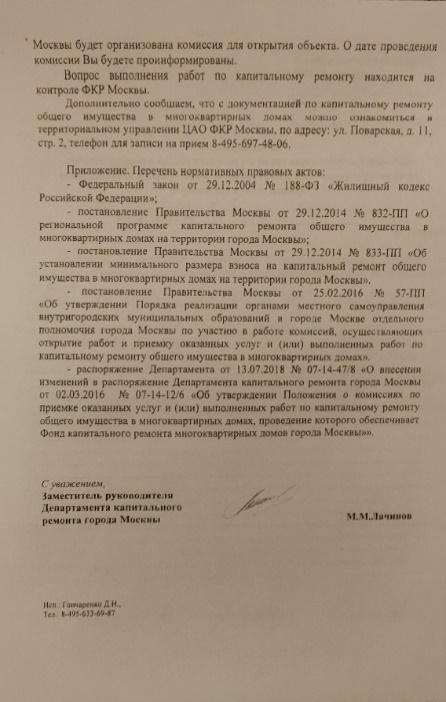 Москвы будет организована комиссия для открытия объекта. О дате проведения
комиссии Вы будете проинформированы.
Вопрос выполнения работ по капитальному ремонту находится на
контроле ФКР Москвы.
Дополнительно сообщаем, что с документацией по капитальному ремонту
общего имущества в многоквартирных домах можно ознакомиться в
территориальном управлении ЦАО ФКР Москвы, по адресу: ул. Поварская, д. 11,
стр. 2, телефон для записи на прием 8-495-697-48-06.
Приложение. Перечень нормативных правовых актов:
- Федеральный закон от 29.12.2004 № 188-ФЗ «Жилищный кодекс
Российской Федерации»;
- постановление Правительства Москвы от 29.12.2014 № 832-ПП «О
региональной программе капитального ремонта общего имущества в
многоквартирных домах на территории города Москвы»;
- постановление Правительства Москвы от 29.12.2014 № 833-ПП «Об
установлении минимального размера взноса на капитальный ремонт общего
имущества в многоквартирных домах на территории города Москвы».
- постановление Правительства Москвы от 25.02.2016 № 57-ПП
«Об утверждении Порядка реализации органами местного самоуправления
внутригородских муниципальных образований в городе Москве отдельного
полномочия города Москвы по участию в работе комиссий, осуществляющих
открытие работ и приемку оказанных услуг и (или) выполненных работ по
капитальному ремонту общего имущества в многоквартирных домах».
- распоряжение Департамента от 13.07.2018 № 07-14-47/8 «О внесении
изменений в распоряжение Департамента капитального ремонта города Москвы
от 02.03.2016 № 07-14-12/6 «Об утверждении Положения о комиссиях по
приемке оказанных услуг и (или) выполненных работ по капитальному ремонту
общего имущества в многоквартирных домах, проведение которого обеспечивает
Фонд капитального ремонта многоквартирных домов города Москвы»».
С уважением,
Заместитель руководителя
Департамента капитального
ремонта города Москвы
М.М.Лачинов
Исп.: Гончаренко Д.Н.,
Тел. 8-495-633-69-87